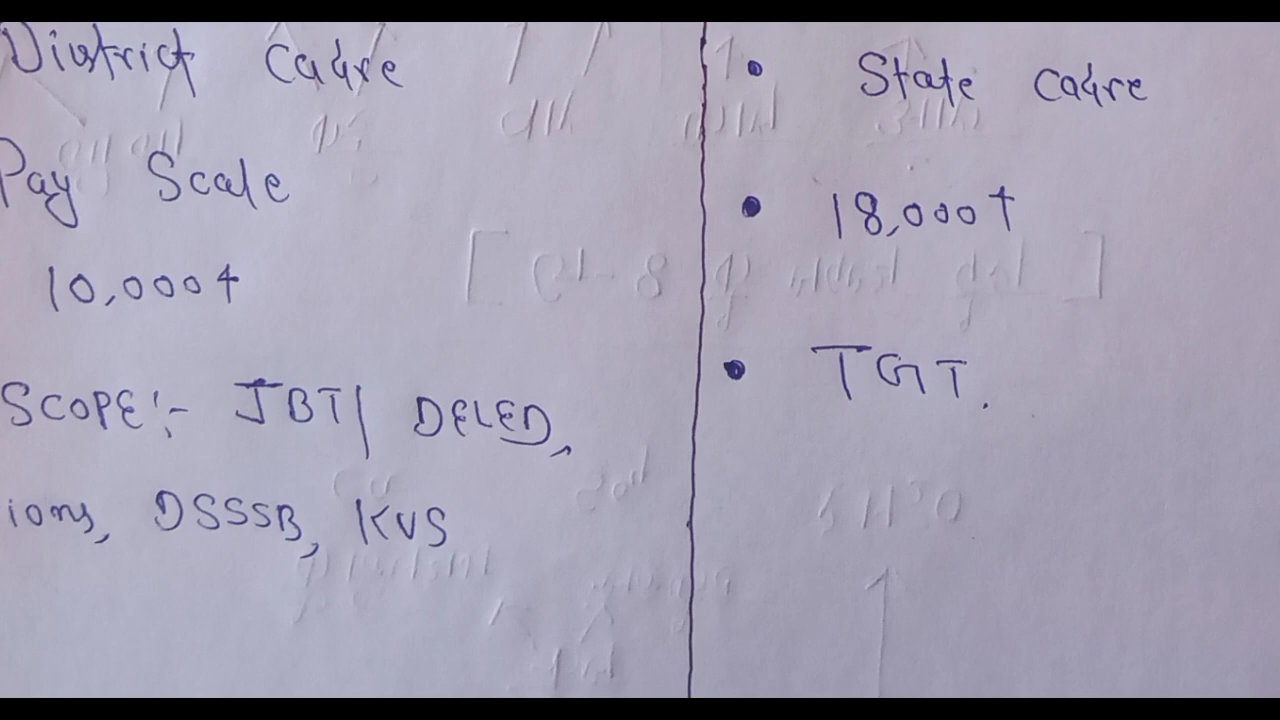 District Cadre
Pay Scale
10,000+
SCOPE:- JBT/ DELED,
ions, DSSSB, KVS
• State Cadre
• 18,000+
• TGT.